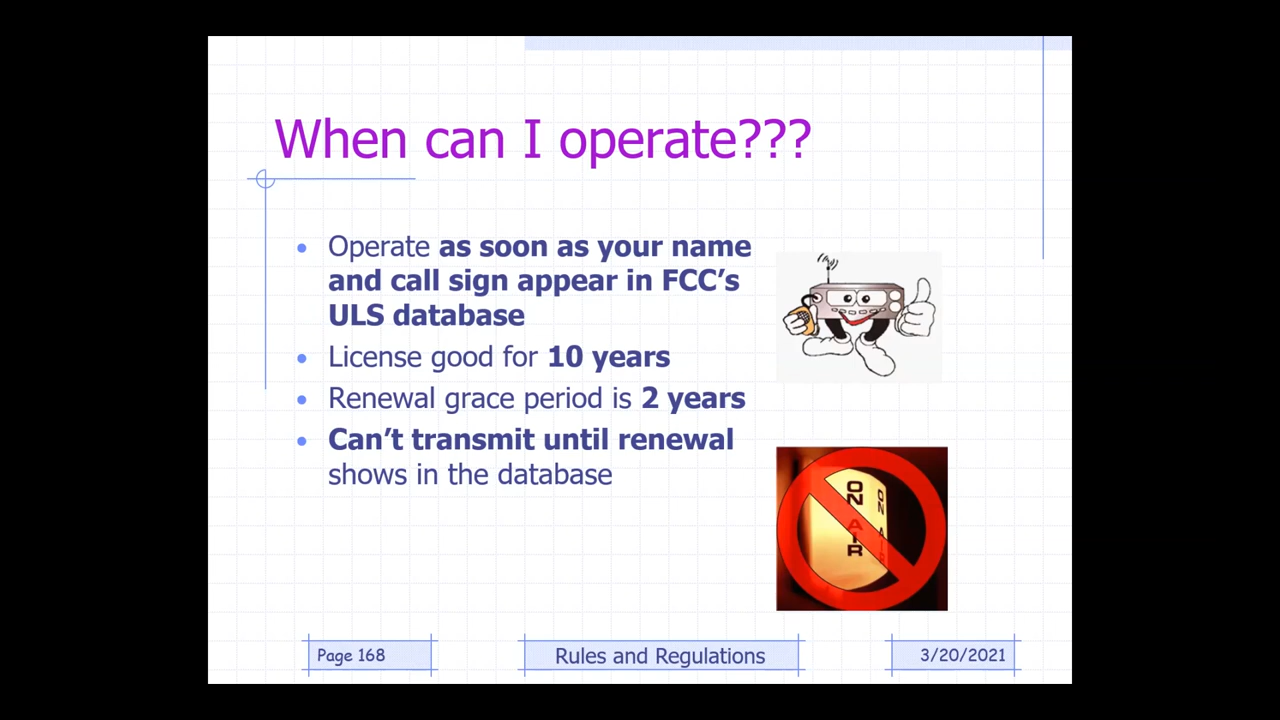 When can I operate???
Operate as soon as your name
and call sign appear in FCC's
ULS database
License good for 10 years
Renewal grace period is 2 years
Can't transmit until renewal
shows in the database
ON AIR
ON AIR
Page 168
Rules and Regulations
3/20/2021